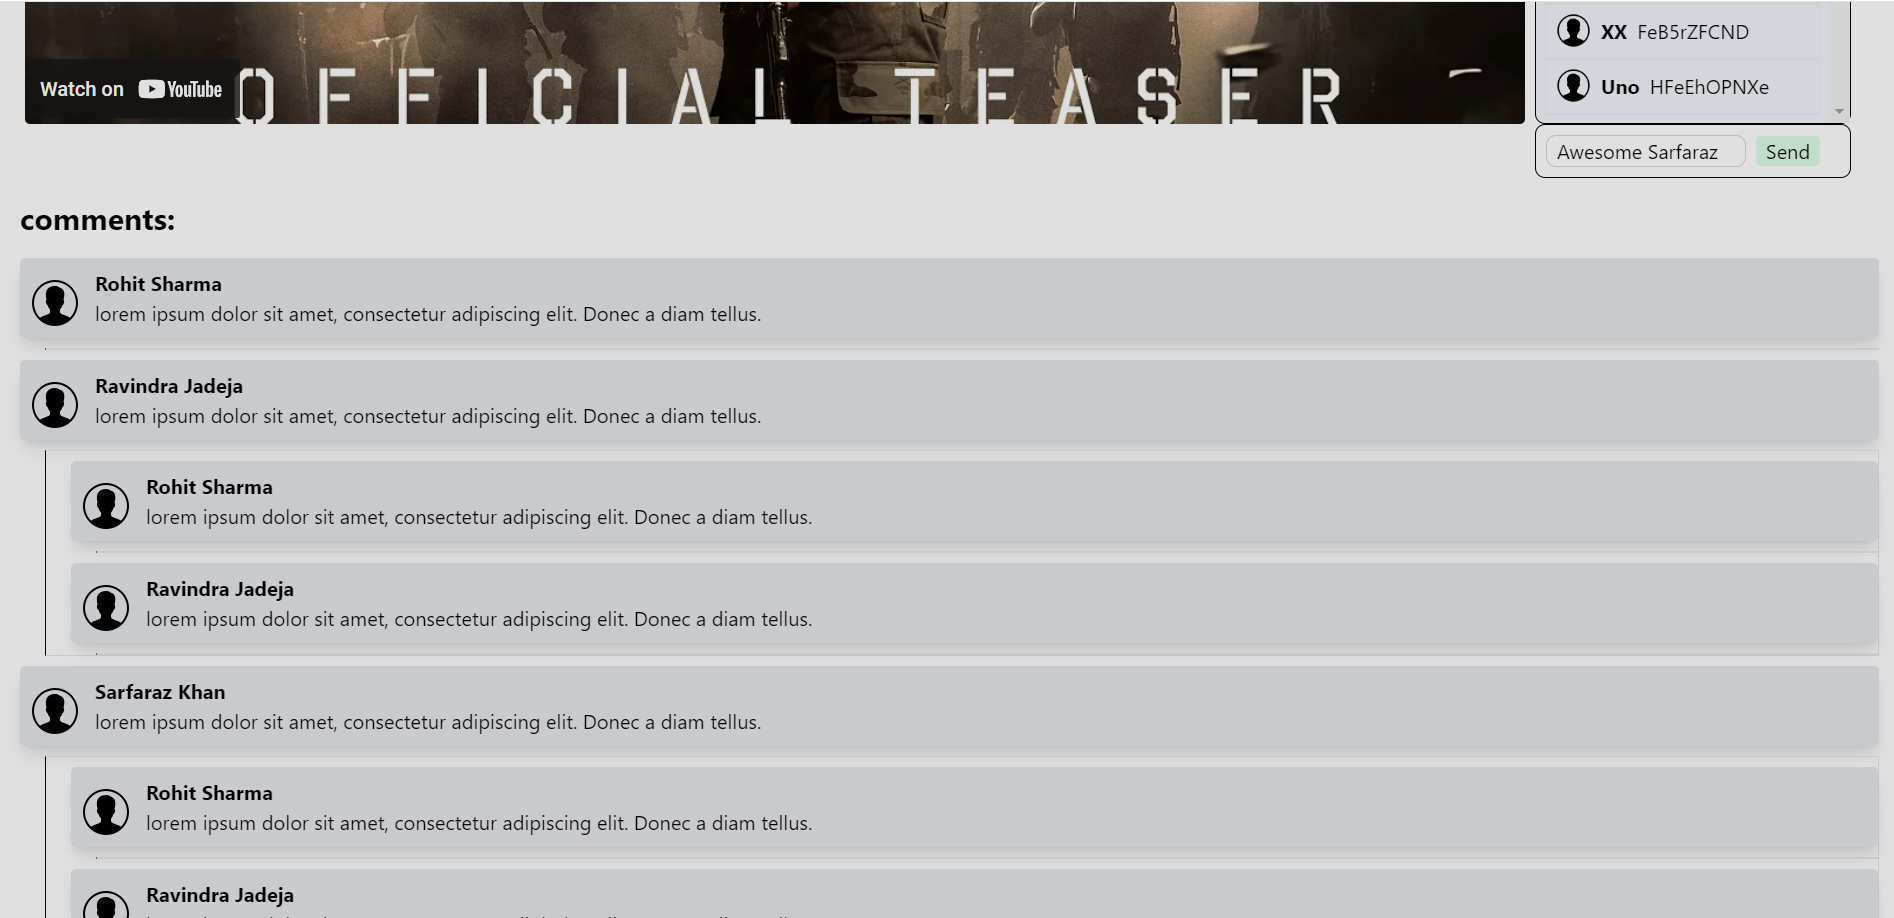 Watch on YouTube
OFFICIAL TEASER
XX FeB5rZFCND
Uno HFeEhOPNXe
Awesome Sarfaraz Send
comments:
Rohit Sharma
lorem ipsum dolor sit amet, consectetur adipiscing elit. Donec a diam tellus.
Ravindra Jadeja
lorem ipsum dolor sit amet, consectetur adipiscing elit. Donec a diam tellus.
Rohit Sharma
lorem ipsum dolor sit amet, consectetur adipiscing elit. Donec a diam tellus.
Ravindra Jadeja
lorem ipsum dolor sit amet, consectetur adipiscing elit. Donec a diam tellus.
Sarfaraz Khan
lorem ipsum dolor sit amet, consectetur adipiscing elit. Donec a diam tellus.
Rohit Sharma
lorem ipsum dolor sit amet, consectetur adipiscing elit. Donec a diam tellus.
Ravindra Jadeja